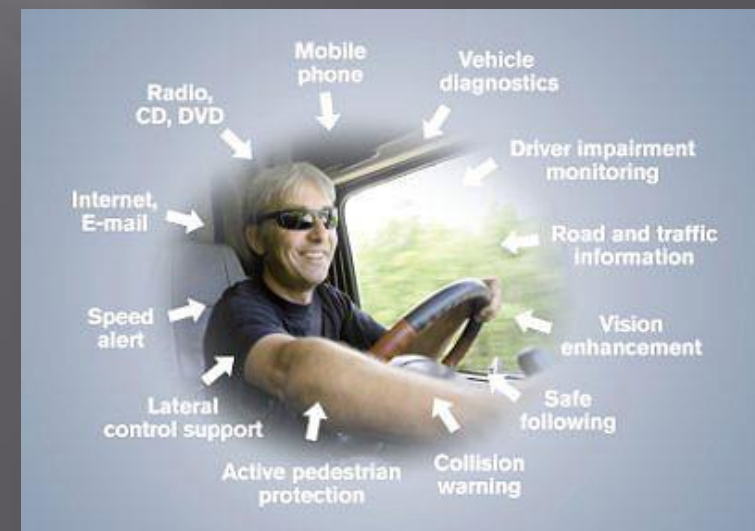 Mobile
phone
Vehicle
diagnostics
Driver impairment
monitoring
Road and traffic
information
Vision
enhancement
Safe
following
Collision
warning
Active pedestrian
protection
Lateral
control support
Speed
alert
Internet,
E-mail
Radio,
CD, DVD